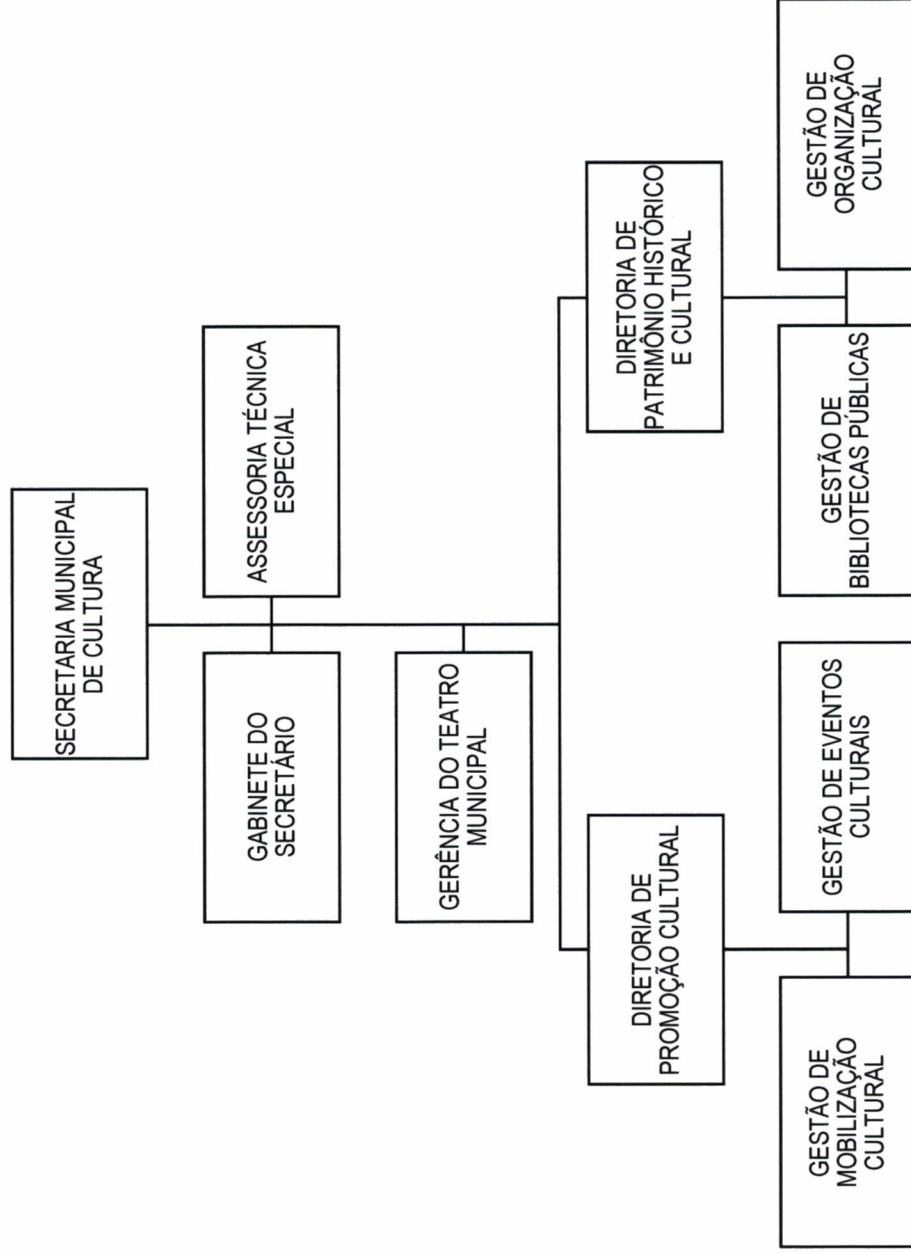 SECRETARIA MUNICIPAL
DE CULTURA
GABINETE DO
SECRETÁRIO
ASSESSORIA TÉCNICA
ESPECIAL
GERÊNCIA DO TEATRO
MUNICIPAL
DIRETORIA DE
PROMOÇÃO CULTURAL
DIRETORIA DE
PATRIMÔNIO HISTÓRICO
E CULTURAL
GESTÃO DE
MOBILIZAÇÃO
CULTURAL
GESTÃO DE EVENTOS
CULTURAIS
GESTÃO DE
BIBLIOTECAS PÚBLICAS
GESTÃO DE
ORGANIZAÇÃO
CULTURAL